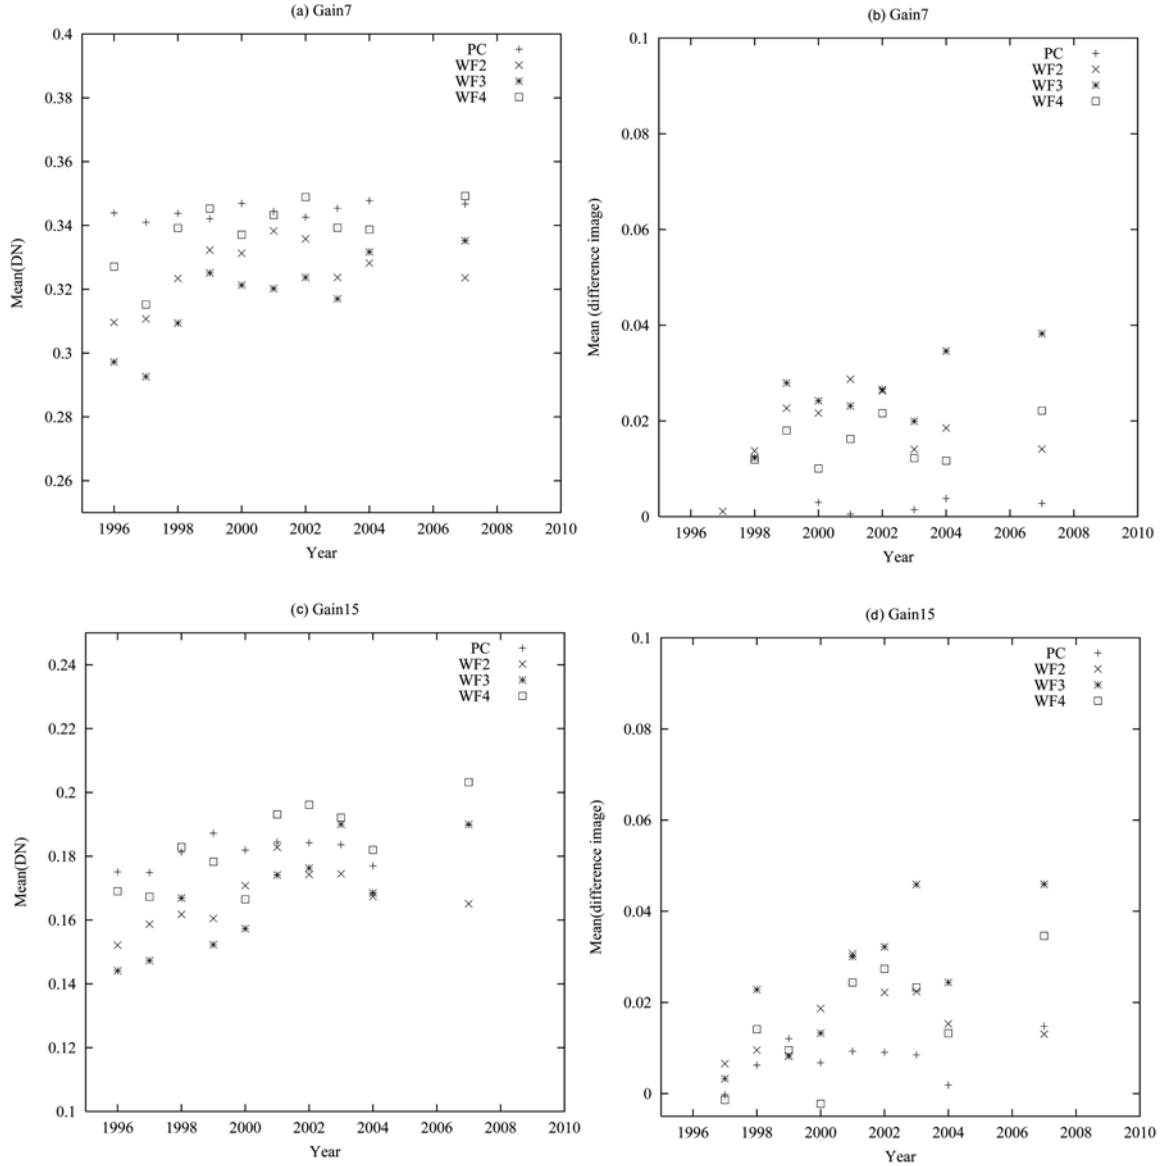 (a) Gain7
0.4
0.38
0.36
0.34
0.32
0.3
0.28
0.26
Mean(DN)
PC
WF2
WF3
WF4
1996 1998 2000 2002 2004 2006 2008 2010
Year
(b) Gain7
0.1
0.08
0.06
0.04
0.02
0
Mean (difference image)
PC
WF2
WF3
WF4
1996 1998 2000 2002 2004 2006 2008 2010
Year
(c) Gain15
0.24
0.22
0.2
0.18
0.16
0.14
0.12
0.1
Mean(DN)
PC
WF2
WF3
WF4
1996 1998 2000 2002 2004 2006 2008 2010
Year
(d) Gain15
0.1
0.08
0.06
0.04
0.02
0
Mean(difference image)
PC
WF2
WF3
WF4
1996 1998 2000 2002 2004 2006 2008 2010
Year